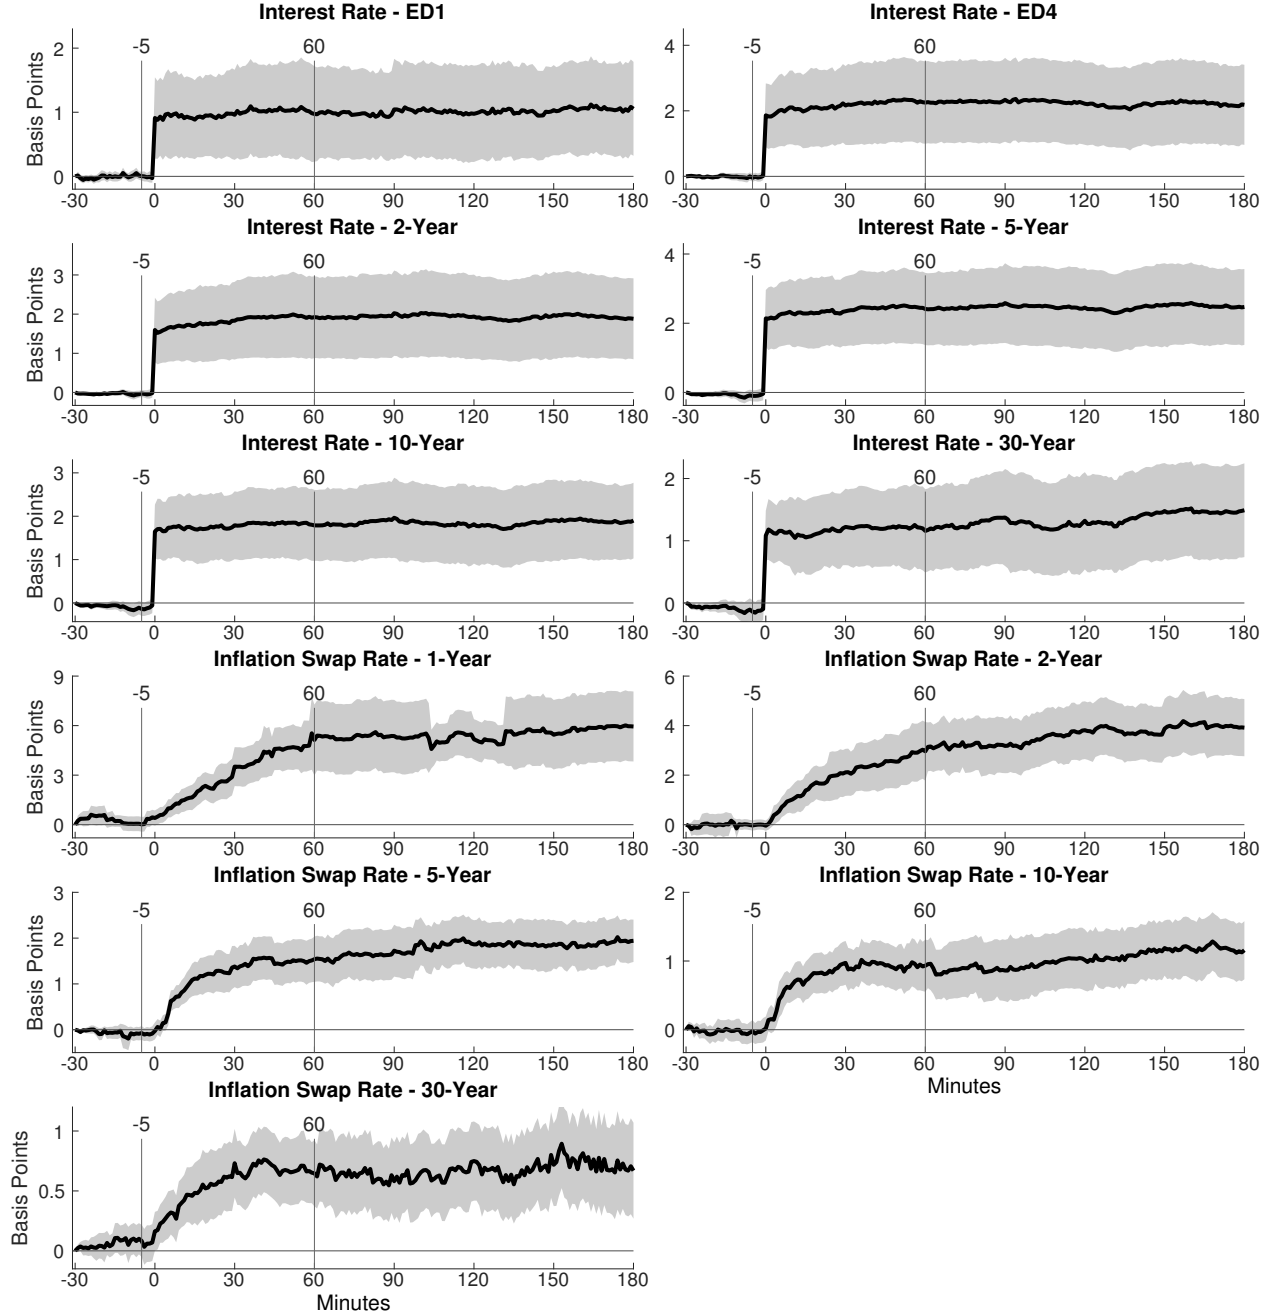 Interest Rate - ED1
Basis Points
2
1
0
-5
60
-30 0 30 60 90 120 150 180
Interest Rate - ED4
4
2
0
-5
60
-30 0 30 60 90 120 150 180
Interest Rate - 2-Year
Basis Points
3
2
1
0
-5
60
-30 0 30 60 90 120 150 180
Interest Rate - 5-Year
4
2
0
-5
60
-30 0 30 60 90 120 150 180
Interest Rate - 10-Year
Basis Points
3
2
1
0
-5
60
-30 0 30 60 90 120 150 180
Interest Rate - 30-Year
2
1
0
-5
60
-30 0 30 60 90 120 150 180
Inflation Swap Rate - 1-Year
Basis Points
9
6
3
0
-5
60
-30 0 30 60 90 120 150 180
Inflation Swap Rate - 2-Year
6
4
2
0
-5
60
-30 0 30 60 90 120 150 180
Inflation Swap Rate - 5-Year
Basis Points
3
2
1
0
-5
60
-30 0 30 60 90 120 150 180
Inflation Swap Rate - 10-Year
2
1
0
-5
60
-30 0 30 60 90 120 150 180
Minutes
Inflation Swap Rate - 30-Year
Basis Points
1
0.5
0
-5
60
-30 0 30 60 90 120 150 180
Minutes